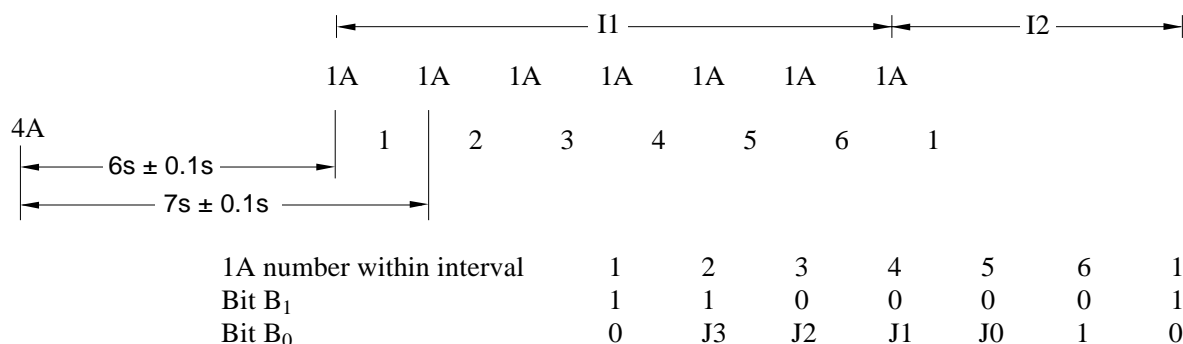 I1 I2
1A 1A 1A 1A 1A 1A 1A
4A
1 2 3 4 5 6 1
6s ± 0.1s
7s ± 0.1s
1A number within interval 1 2 3 4 5 6 1
Bit B₁ 1 1 0 0 0 0 1
Bit B₀ 0 J3 J2 J1 J0 1 0